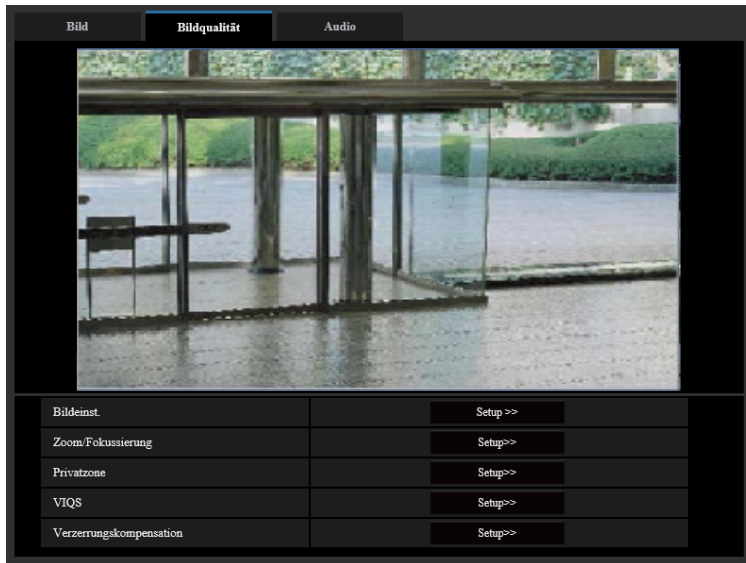 Bild Bildqualität Audio
Bildeinst. Setup >>
Zoom/Fokussierung Setup>>
Privatzone Setup>>
VIQS Setup>>
Verzerrungskompensation Setup>>